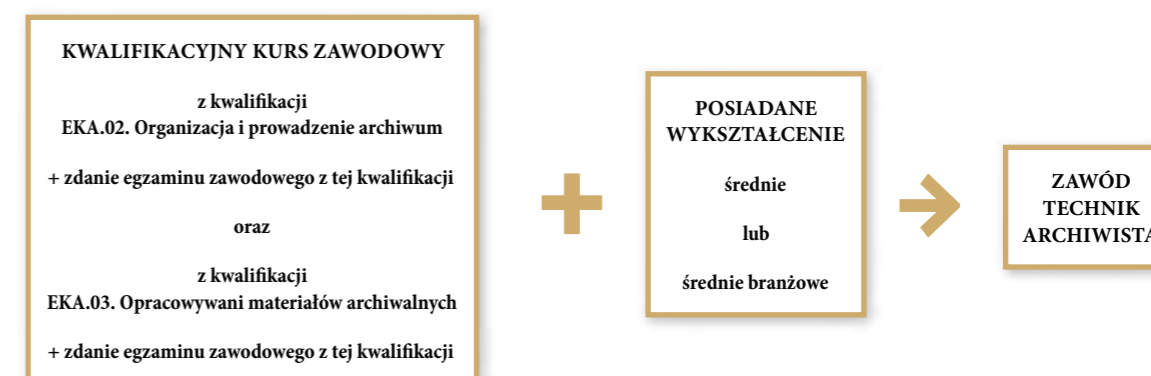 KWALIFIKACYJNY KURS ZAWODOWY
z kwalifikacji
EKA.02. Organizacja i prowadzenie archiwum
+ zdanie egzaminu zawodowego z tej kwalifikacji
oraz
z kwalifikacji
EKA.03. Opracowywani materiałów archiwalnych
+ zdanie egzaminu zawodowego z tej kwalifikacji
+
POSIADANE
WYKSZTAŁCENIE
średnie
lub
średnie branżowe
ZAWÓD
TECHNIK
ARCHIWISTA